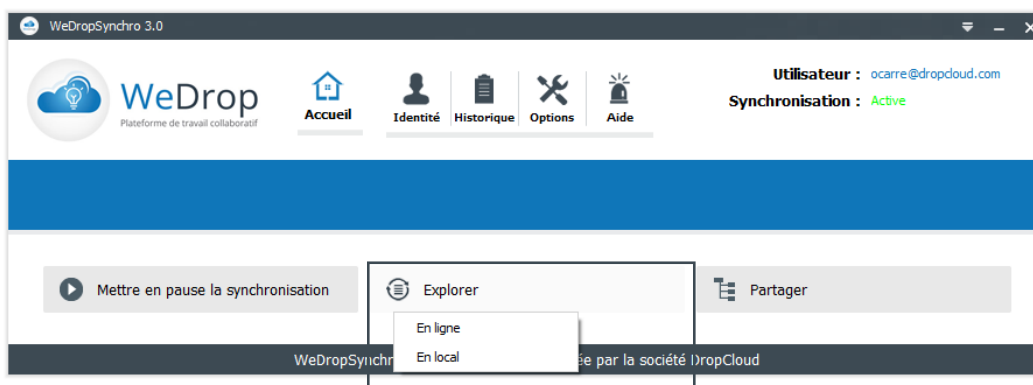 WeDropSynchro 3.0
WeDrop
Plateforme de travail collaboratif
Accueil
Identité
Historique
Options
Aide
Utilisateur : ocarre@dropcloud.com
Synchronisation : Active
Mettre en pause la synchronisation
Explorer
Partager
En ligne
En local
WeDropSynchr
ée par la société DropCloud